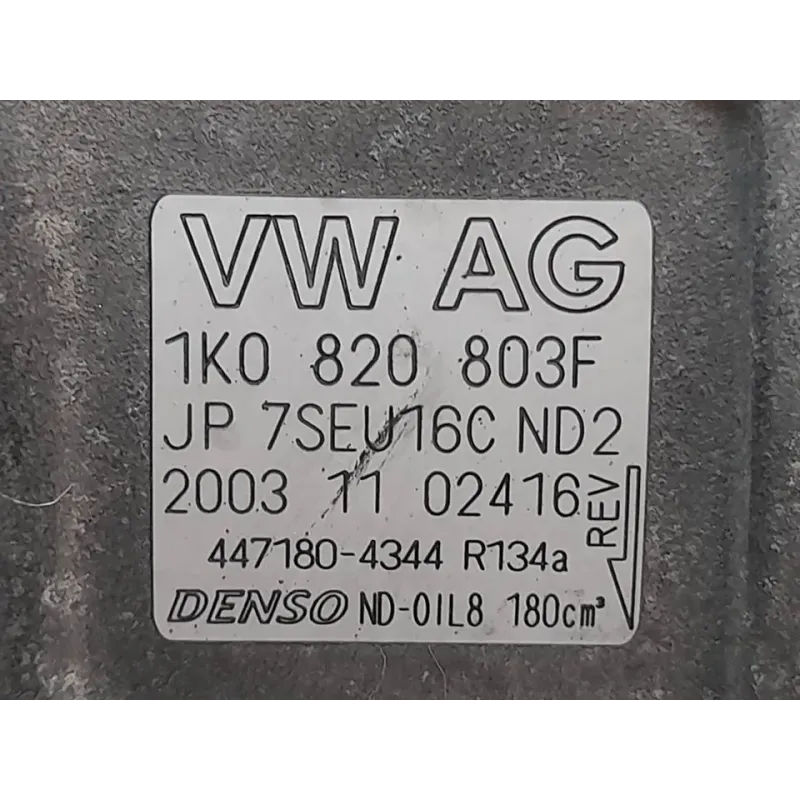 VW AG
1K0 820 803F
JP 7SEU16C ND2
2003 11 02416
REV
447180-4344 R134a
DENSO ND-OIL8 180cm³